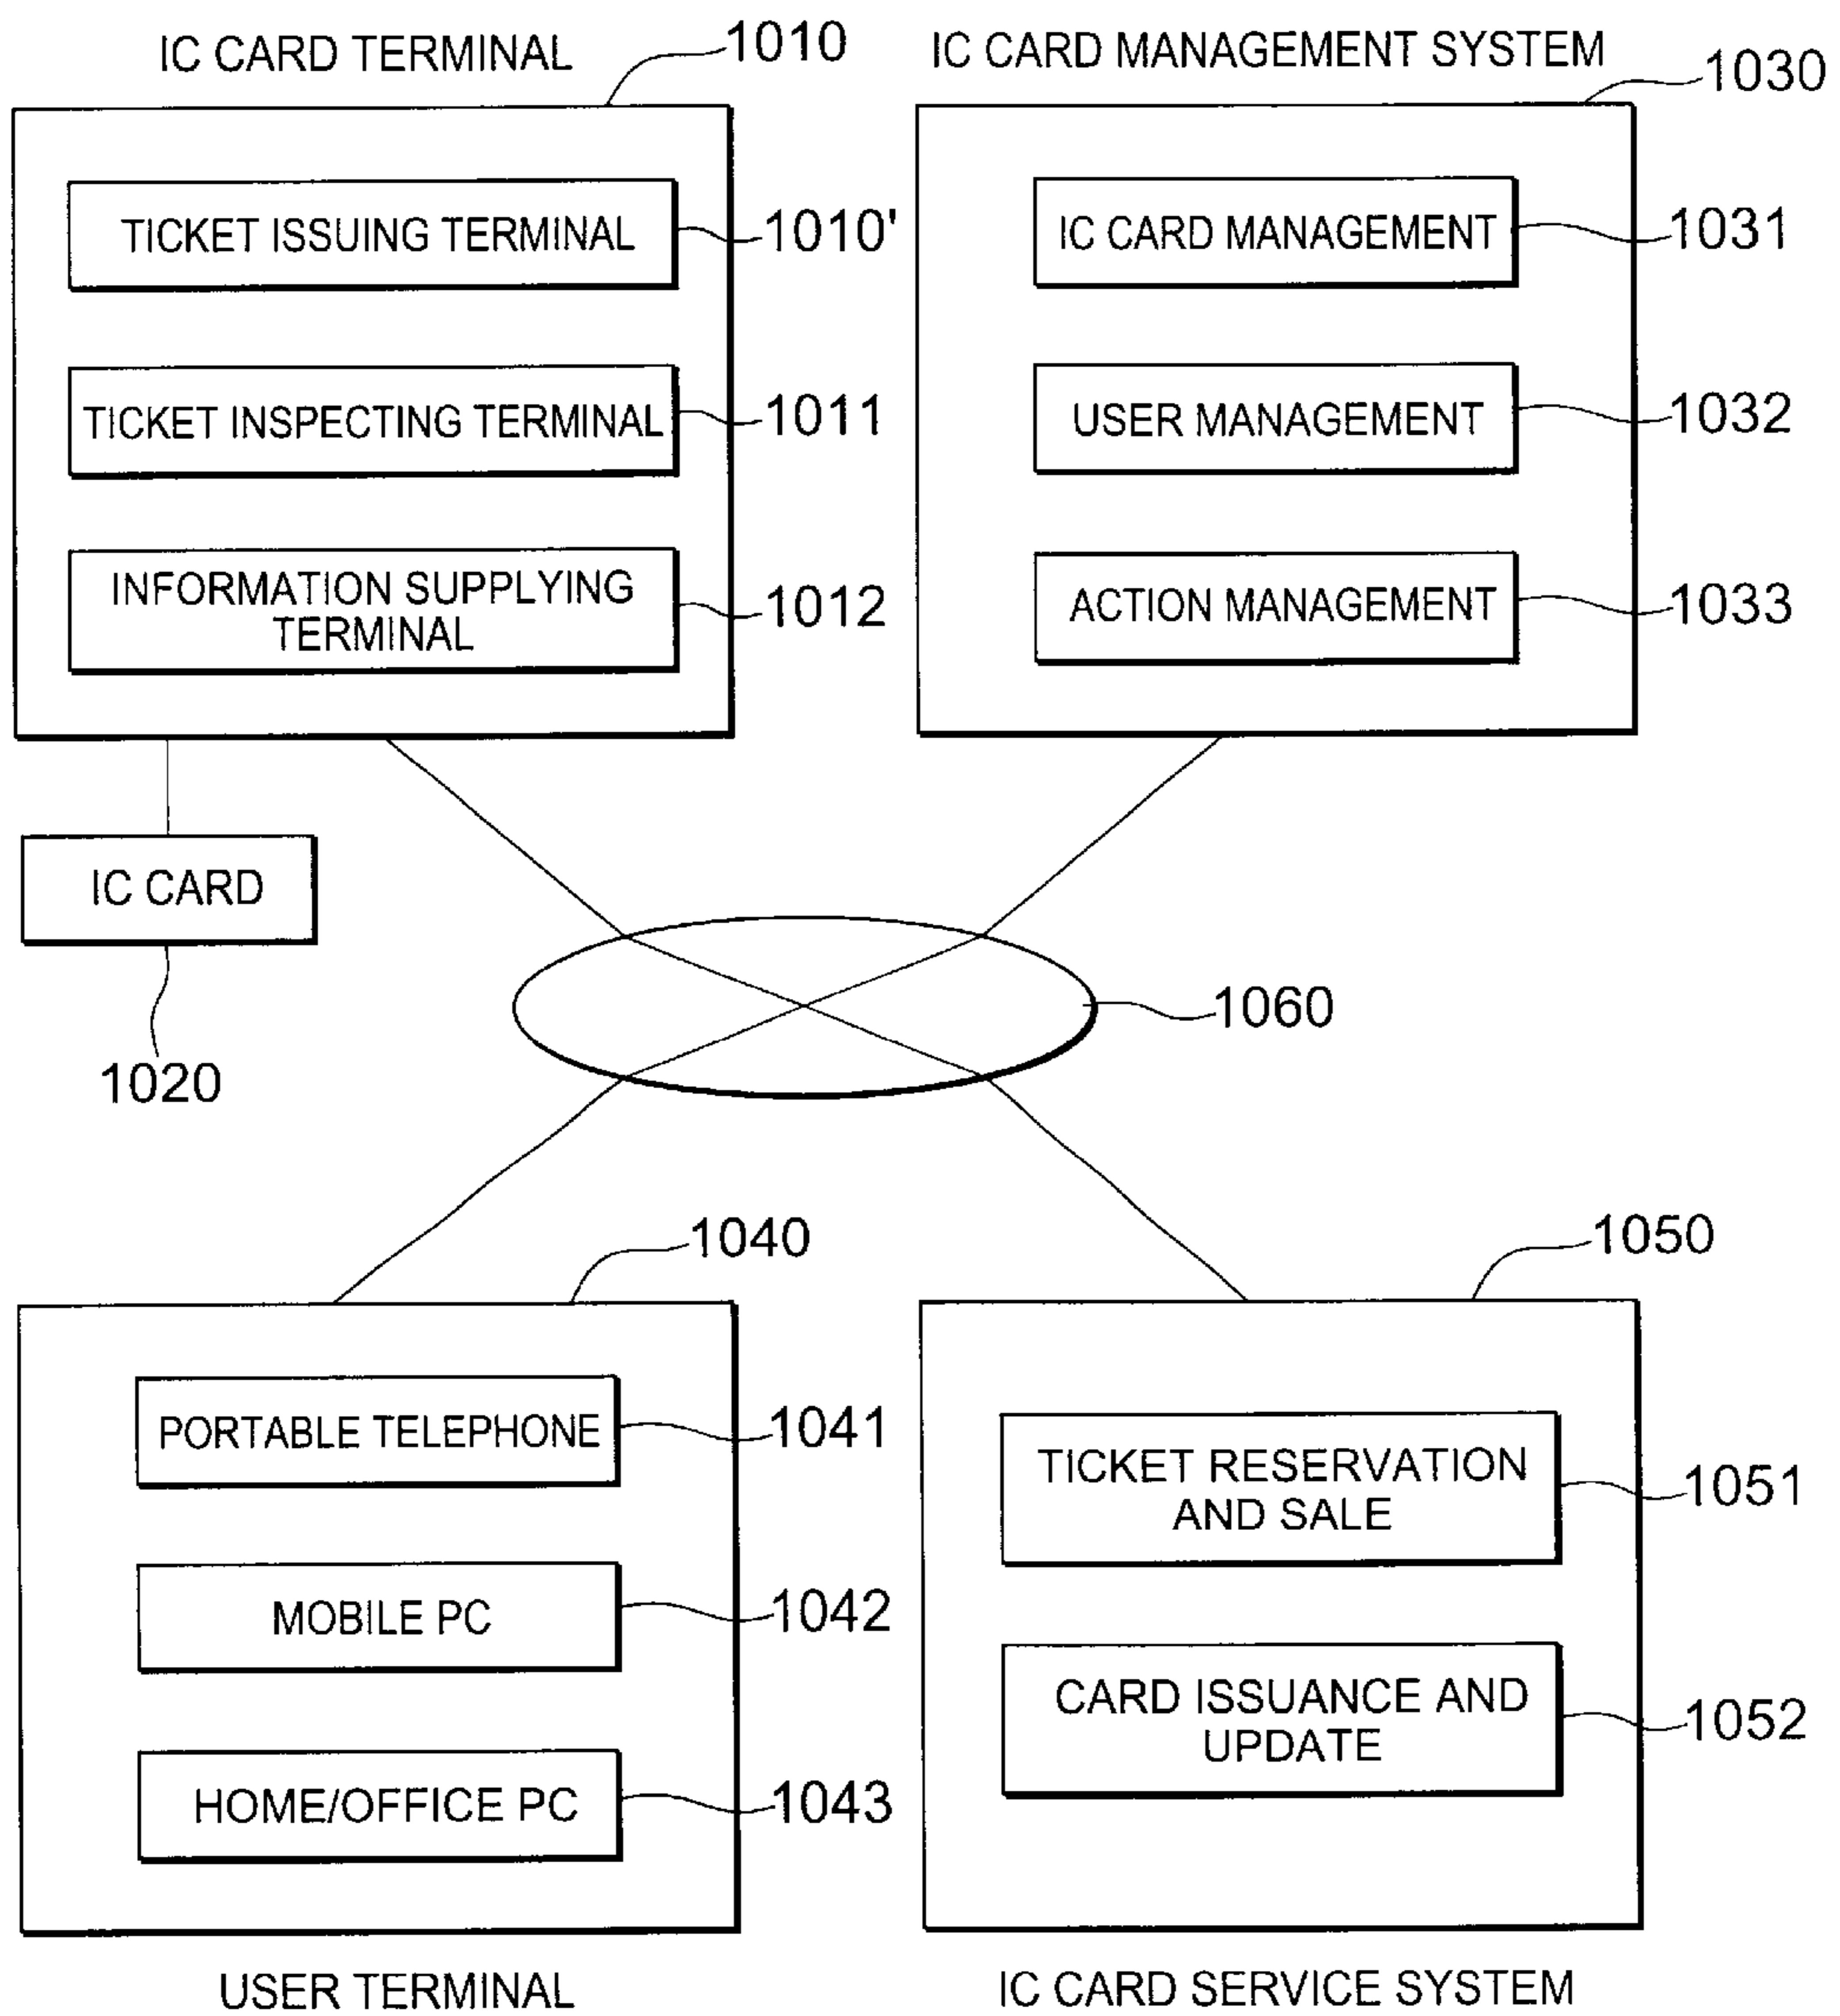 IC CARD TERMINAL
1010
TICKET ISSUING TERMINAL
1010'
TICKET INSPECTING TERMINAL
1011
INFORMATION SUPPLYING
TERMINAL
1012
IC CARD
1020
IC CARD MANAGEMENT SYSTEM
1030
IC CARD MANAGEMENT
1031
USER MANAGEMENT
1032
ACTION MANAGEMENT
1033
1060
1040
PORTABLE TELEPHONE
1041
MOBILE PC
1042
HOME/OFFICE PC
1043
USER TERMINAL
1050
TICKET RESERVATION
AND SALE
1051
CARD ISSUANCE AND
UPDATE
1052
IC CARD SERVICE SYSTEM